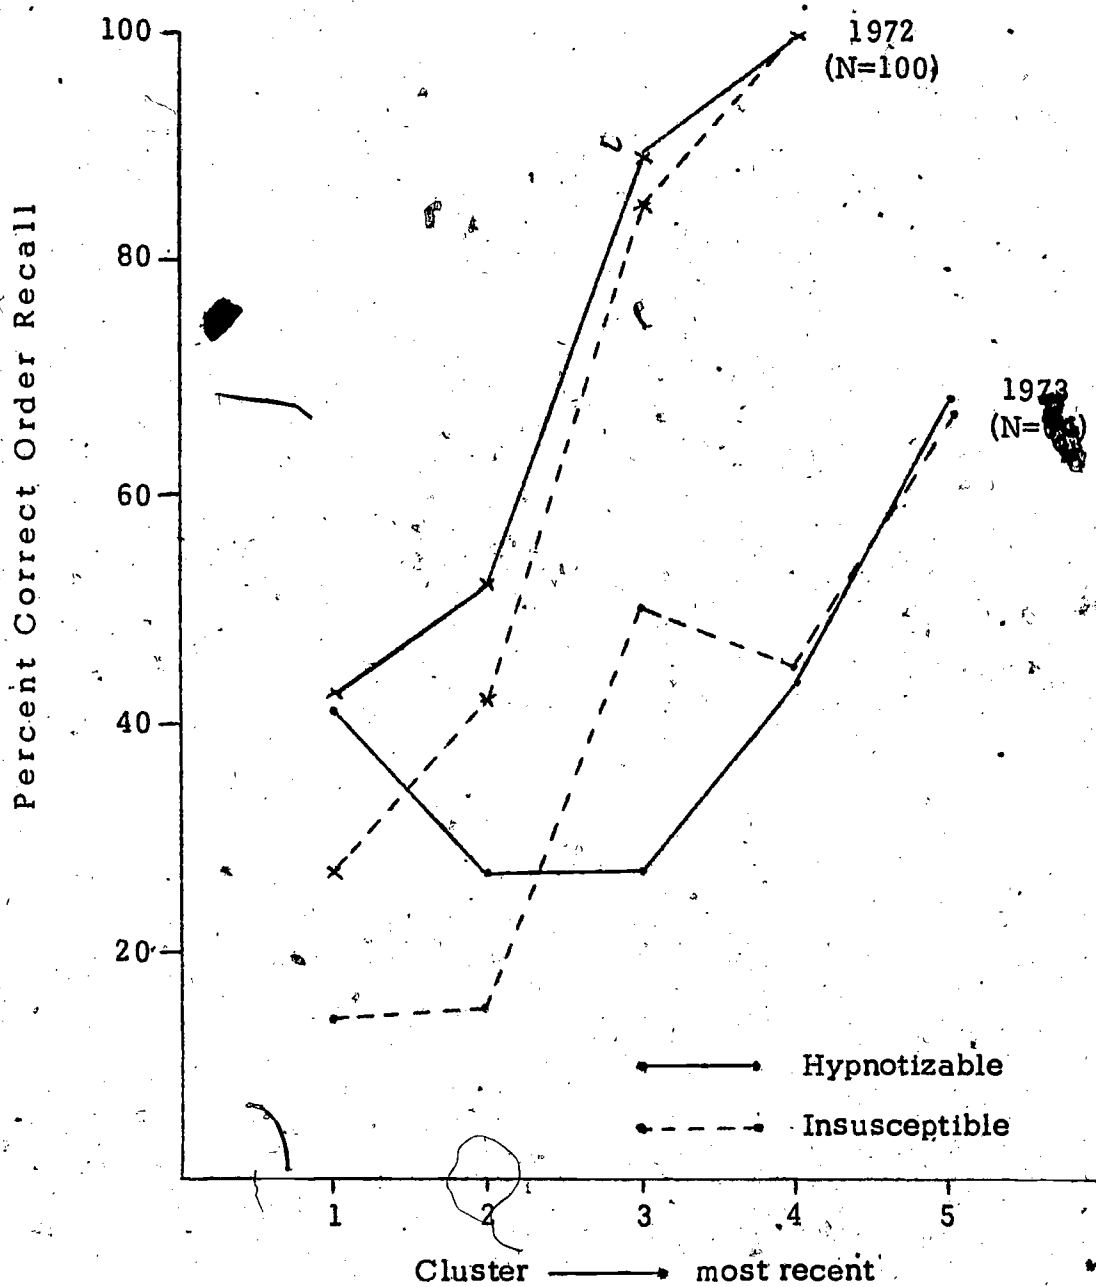 Percent Correct Order Recall
100
80
60
40
20
1972
(N=100)
1973
(N=
Hypnotizable
Insusceptible
1 2 3 4 5
Cluster → most recent